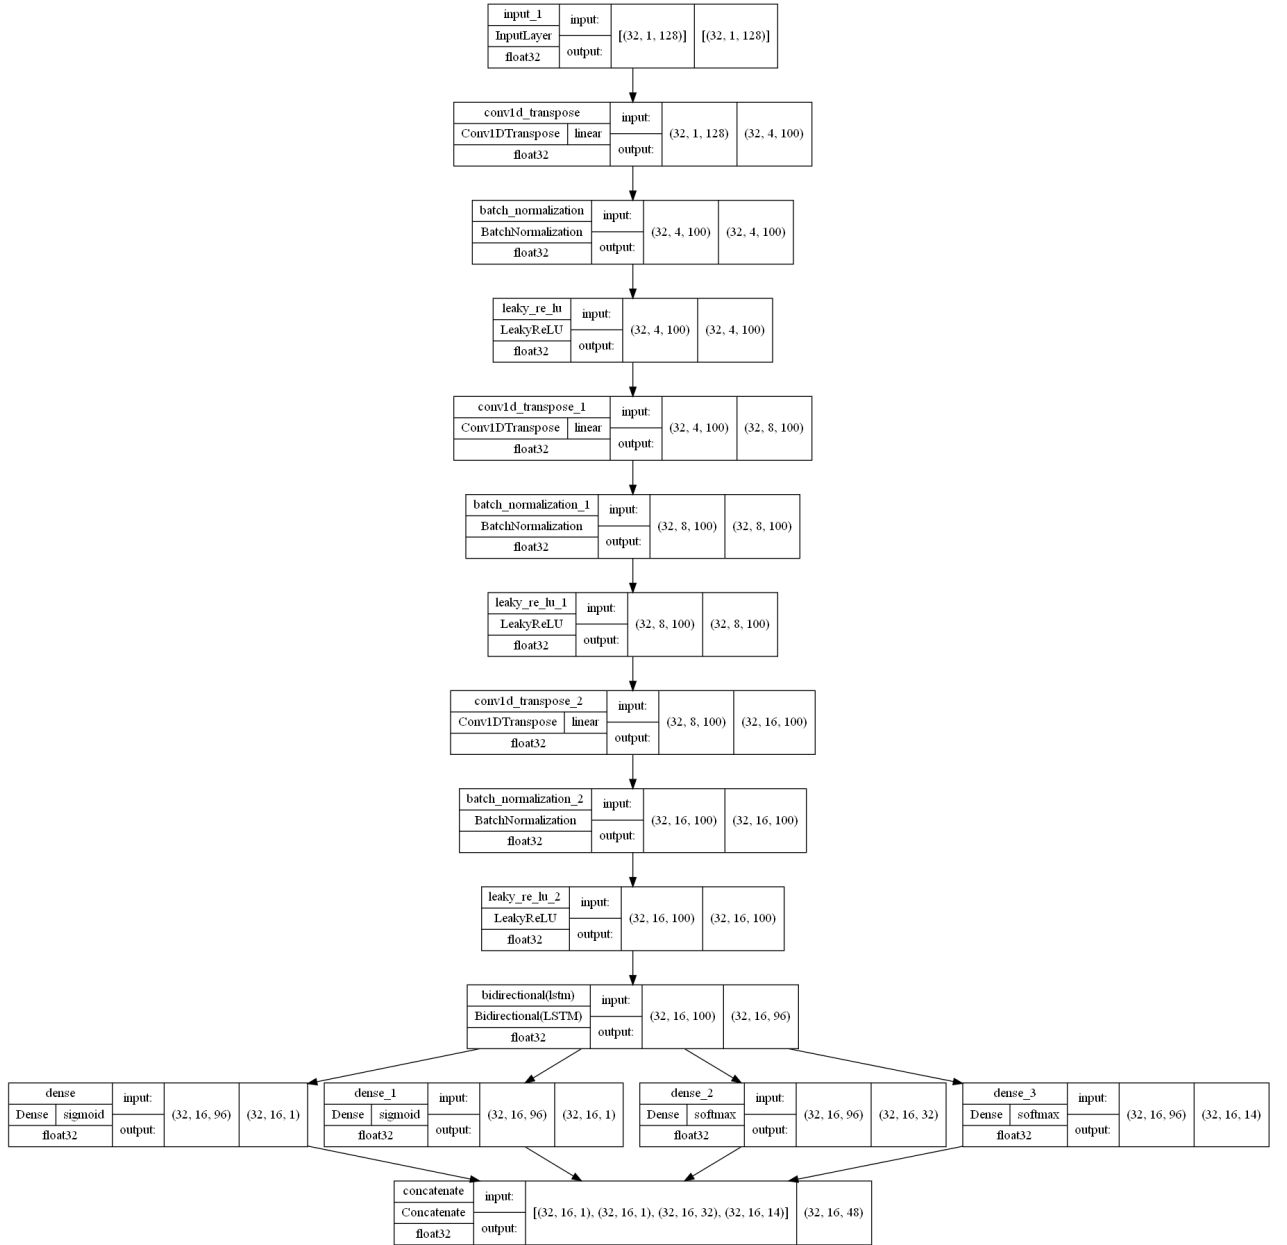 input_1
input:
InputLayer
[(32, 1, 128)]
[(32, 1, 128)]
output:
float32
conv1d_transpose
input:
Conv1DTranspose
linear
(32, 1, 128)
(32, 4, 100)
output:
float32
batch_normalization
input:
BatchNormalization
(32, 4, 100)
(32, 4, 100)
output:
float32
leaky_re_lu
input:
LeakyReLU
(32, 4, 100)
(32, 4, 100)
output:
float32
conv1d_transpose_1
input:
Conv1DTranspose
linear
(32, 4, 100)
(32, 8, 100)
output:
float32
batch_normalization_1
input:
BatchNormalization
(32, 8, 100)
(32, 8, 100)
output:
float32
leaky_re_lu_1
input:
LeakyReLU
(32, 8, 100)
(32, 8, 100)
output:
float32
conv1d_transpose_2
input:
Conv1DTranspose
linear
(32, 8, 100)
(32, 16, 100)
output:
float32
batch_normalization_2
input:
BatchNormalization
(32, 16, 100)
(32, 16, 100)
output:
float32
leaky_re_lu_2
input:
LeakyReLU
(32, 16, 100)
(32, 16, 100)
output:
float32
bidirectional(lstm)
input:
Bidirectional(LSTM)
(32, 16, 100)
(32, 16, 96)
output:
float32
dense
input:
Dense
sigmoid
(32, 16, 96)
(32, 16, 1)
output:
float32
dense_1
input:
Dense
sigmoid
(32, 16, 96)
(32, 16, 1)
output:
float32
dense_2
input:
Dense
softmax
(32, 16, 96)
(32, 16, 32)
output:
float32
dense_3
input:
Dense
softmax
(32, 16, 96)
(32, 16, 14)
output:
float32
concatenate
input:
Concatenate
[(32, 16, 1), (32, 16, 1), (32, 16, 32), (32, 16, 14)]
(32, 16, 48)
output:
float32